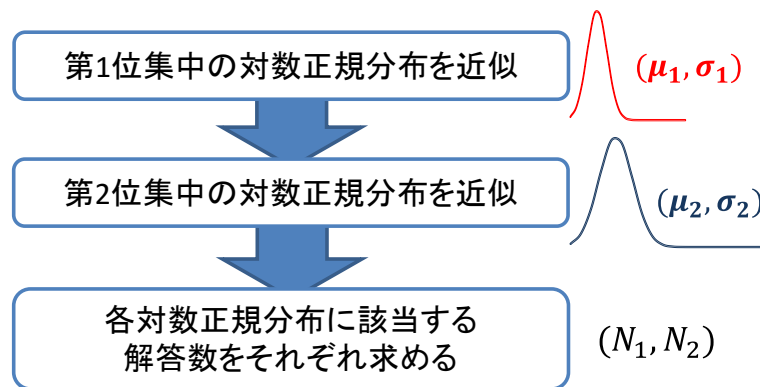 第1位集中の対数正規分布を近似
(μ₁, σ₁)
第2位集中の対数正規分布を近似
(μ₂, σ₂)
各対数正規分布に該当する
解答数をそれぞれ求める
(N₁, N₂)